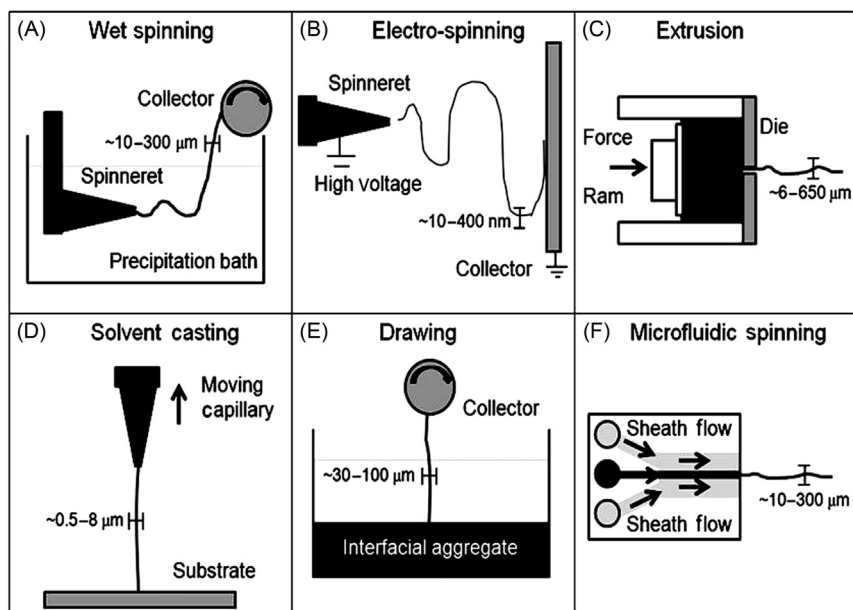 (A) Wet spinning
Collector
~10–300 μm
Spinneret
Precipitation bath
(B) Electro-spinning
Spinneret
High voltage
~10–400 nm
Collector
(C) Extrusion
Die
Force
Ram
~6–650 μm
(D) Solvent casting
Moving
capillary
~0.5–8 μm
Substrate
(E) Drawing
Collector
~30–100 μm
Interfacial aggregate
(F) Microfluidic spinning
Sheath flow
~10–300 μm
Sheath flow